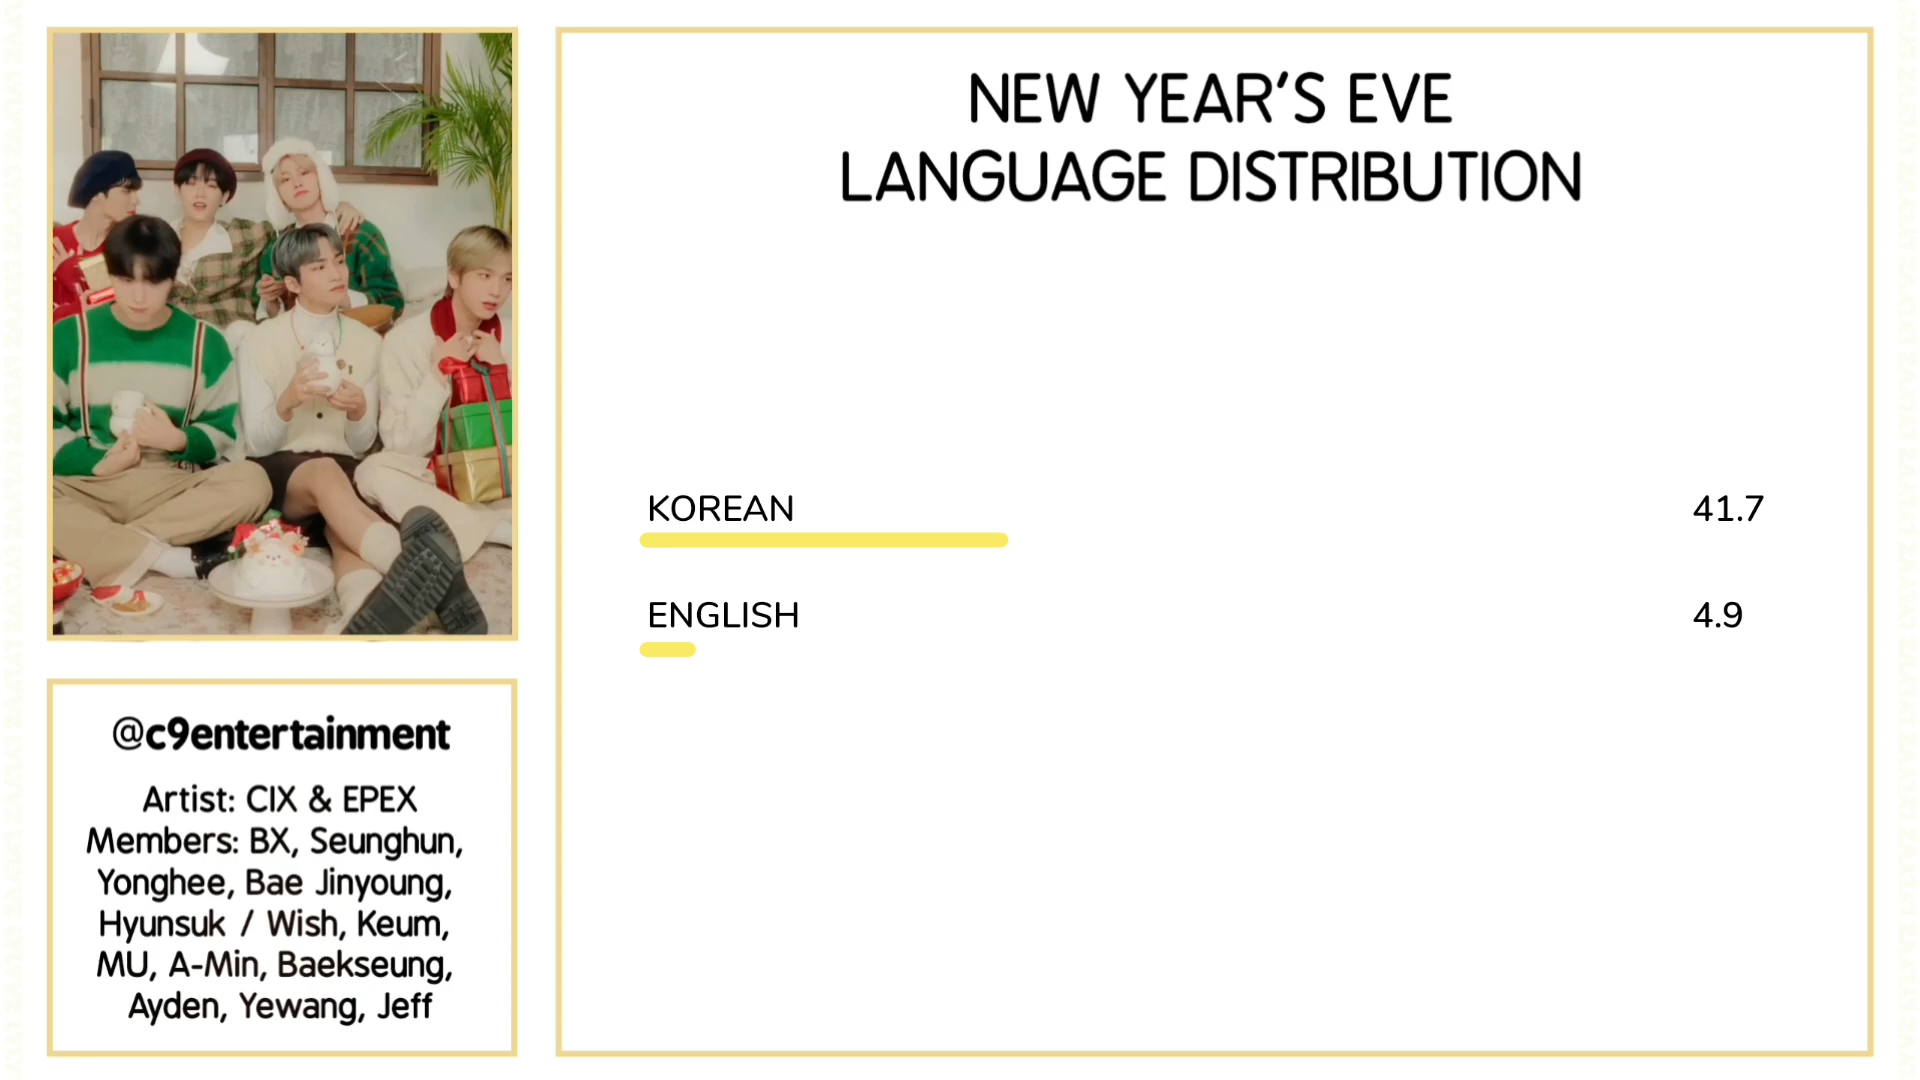 NEW YEAR'S EVE
LANGUAGE DISTRIBUTION
KOREAN 41.7
ENGLISH 4.9
@c9entertainment
Artist: CIX & EPEX
Members: BX, Seunghun,
Yonghee, Bae Jinyoung,
Hyunsuk / Wish, Keum,
MU, A-Min, Baekseung,
Ayden, Yewang, Jeff